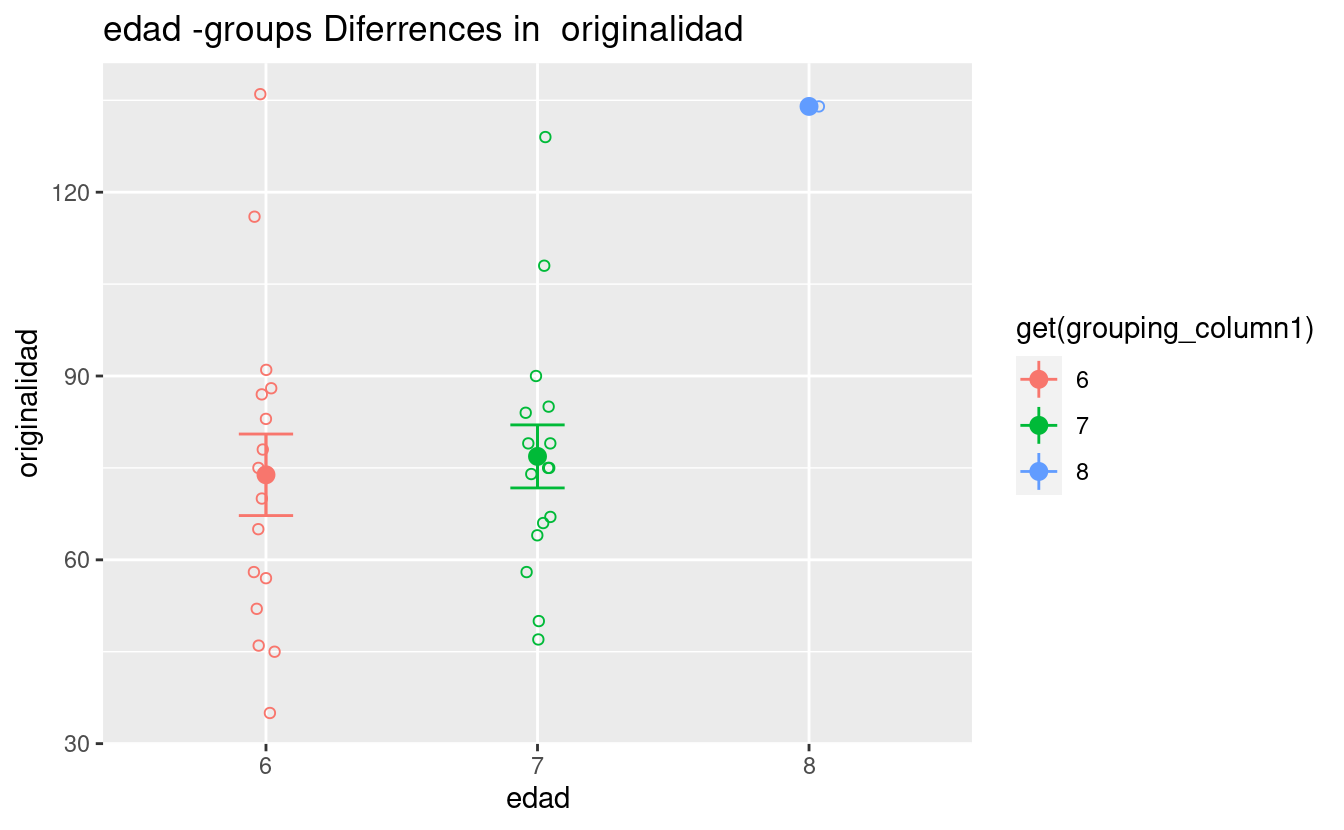 edad -groups Diferrences in  originalidad
originalidad
120
90
60
30
6
7
8
edad
get(grouping_column1)
6
7
8